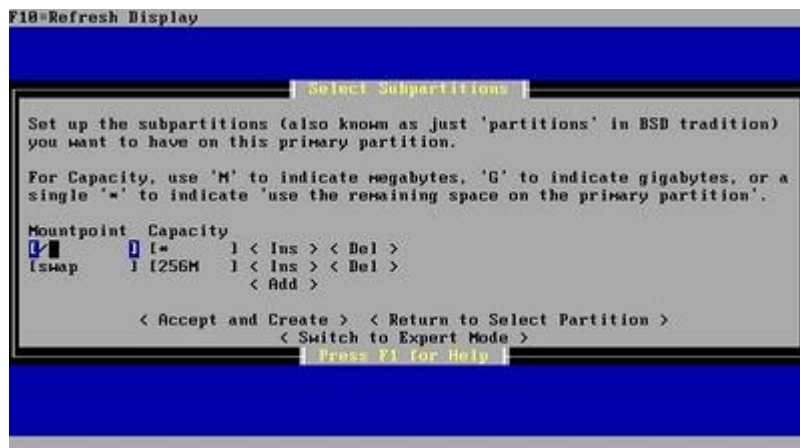 F10=Refresh Display
Select Subpartitions
Set up the subpartitions (also known as just 'partitions' in BSD tradition)
you want to have on this primary partition.
For Capacity, use 'M' to indicate megabytes, 'G' to indicate gigabytes, or a
single '*' to indicate 'use the remaining space on the primary partition'.
Mountpoint Capacity
[/ ] [* ] < Ins > < Del >
[swap ] [256M ] < Ins > < Del >
< Add >
< Accept and Create > < Return to Select Partition >
< Switch to Expert Mode >
Press F1 for Help